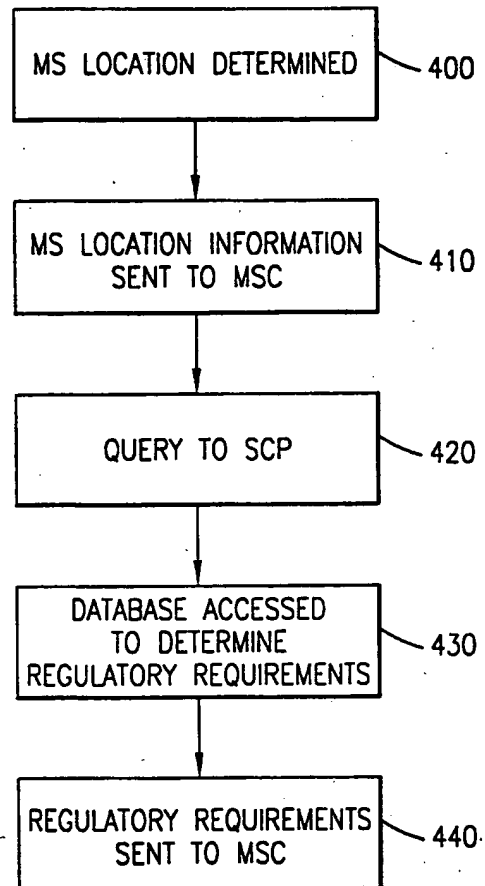 MS LOCATION DETERMINED
400
MS LOCATION INFORMATION
SENT TO MSC
410
QUERY TO SCP
420
DATABASE ACCESSED
TO DETERMINE
REGULATORY REQUIREMENTS
430
REGULATORY REQUIREMENTS
SENT TO MSC
440